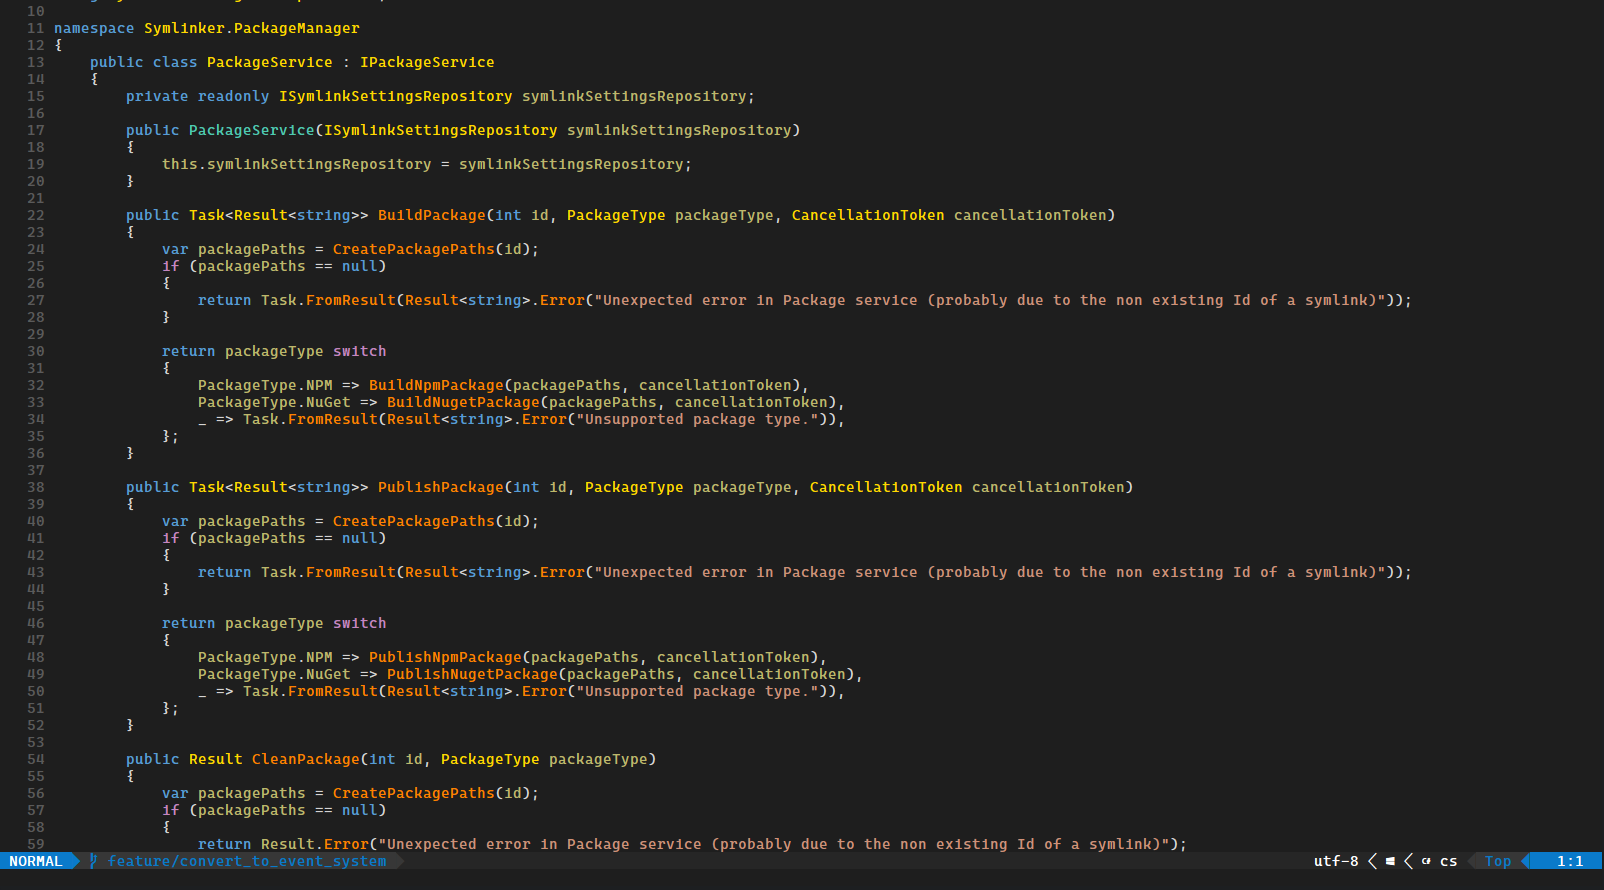 10
11 namespace Symlinker.PackageManager
12 {
13     public class PackageService : IPackageService
14     {
15         private readonly ISymlinkSettingsRepository symlinkSettingsRepository;
16
17         public PackageService(ISymlinkSettingsRepository symlinkSettingsRepository)
18         {
19             this.symlinkSettingsRepository = symlinkSettingsRepository;
20         }
21
22         public Task<Result<string>> BuildPackage(int id, PackageType packageType, CancellationToken cancellationToken)
23         {
24             var packagePaths = CreatePackagePaths(id);
25             if (packagePaths == null)
26             {
27                 return Task.FromResult(Result<string>.Error("Unexpected error in Package service (probably due to the non existing Id of a symlink)"));
28             }
29
30             return packageType switch
31             {
32                 PackageType.NPM => BuildNpmPackage(packagePaths, cancellationToken),
33                 PackageType.NuGet => BuildNugetPackage(packagePaths, cancellationToken),
34                 _ => Task.FromResult(Result<string>.Error("Unsupported package type.")),
35             };
36         }
37
38         public Task<Result<string>> PublishPackage(int id, PackageType packageType, CancellationToken cancellationToken)
39         {
40             var packagePaths = CreatePackagePaths(id);
41             if (packagePaths == null)
42             {
43                 return Task.FromResult(Result<string>.Error("Unexpected error in Package service (probably due to the non existing Id of a symlink)"));
44             }
45
46             return packageType switch
47             {
48                 PackageType.NPM => PublishNpmPackage(packagePaths, cancellationToken),
49                 PackageType.NuGet => PublishNugetPackage(packagePaths, cancellationToken),
50                 _ => Task.FromResult(Result<string>.Error("Unsupported package type.")),
51             };
52         }
53
54         public Result CleanPackage(int id, PackageType packageType)
55         {
56             var packagePaths = CreatePackagePaths(id);
57             if (packagePaths == null)
58             {
59                 return Result.Error("Unexpected error in Package service (probably due to the non existing Id of a symlink)");
NORMAL feature/convert_to_event_system utf-8 cs Top 1:1